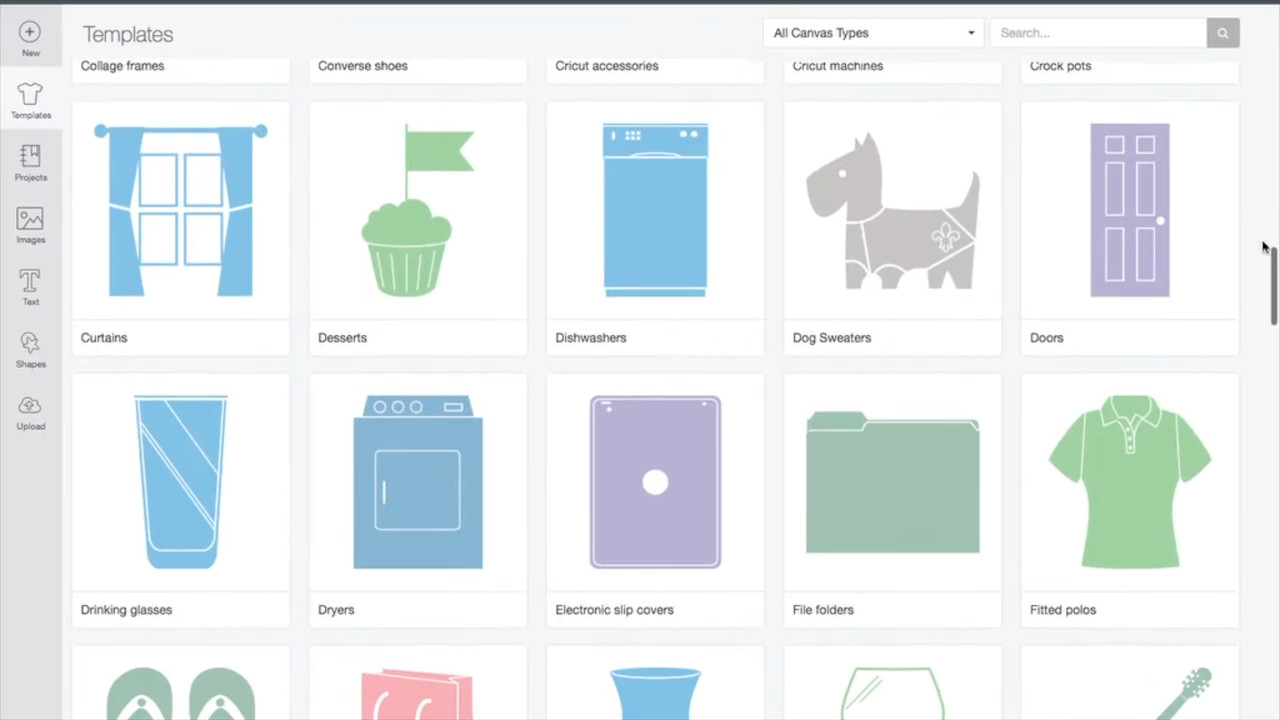 New
Templates
Projects
Images
Text
Shapes
Upload
Templates
All Canvas Types
Search...
Collage frames
Converse shoes
Cricut accessories
Cricut machines
Crock pots
Curtains
Desserts
Dishwashers
Dog Sweaters
Doors
Drinking glasses
Dryers
Electronic slip covers
File folders
Fitted polos